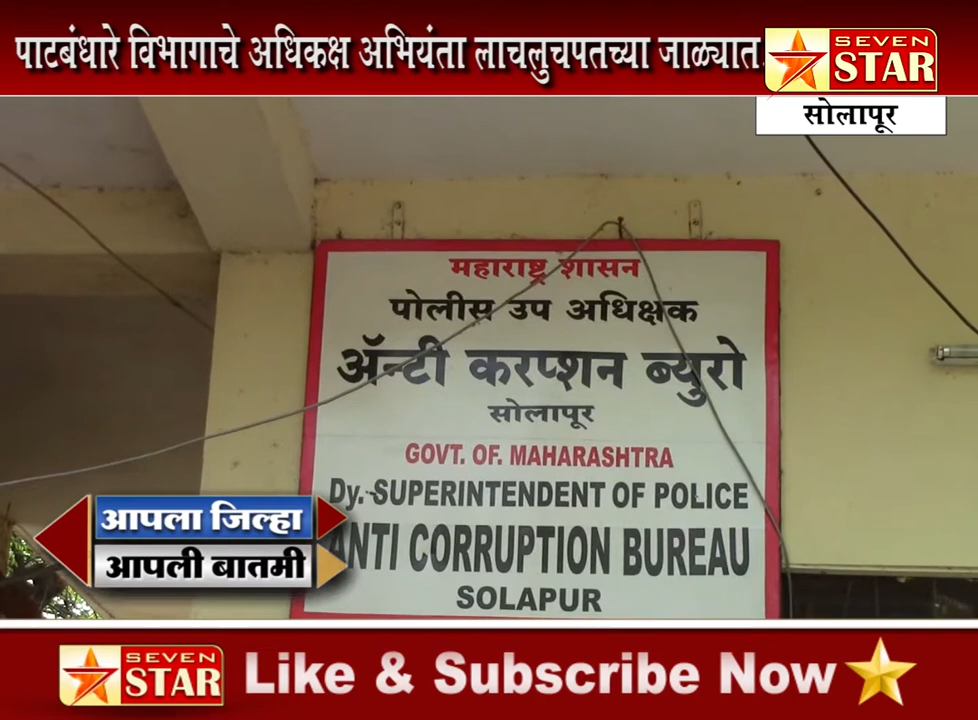 पाटबंधारे विभागाचे अधिकक्ष अभियंता लाचलुचपतच्या जाळ्यात.
SEVEN
STAR
सोलापूर
महाराष्ट्र शासन
पोलीस उप अधिक्षक
ॲन्टी करप्शन ब्युरो
सोलापूर
GOVT. OF. MAHARASHTRA
Dy. SUPERINTENDENT OF POLICE
ANTI CORRUPTION BUREAU
SOLAPUR
आपला जिल्हा
आपली बातमी
SEVEN
STAR
Like & Subscribe Now